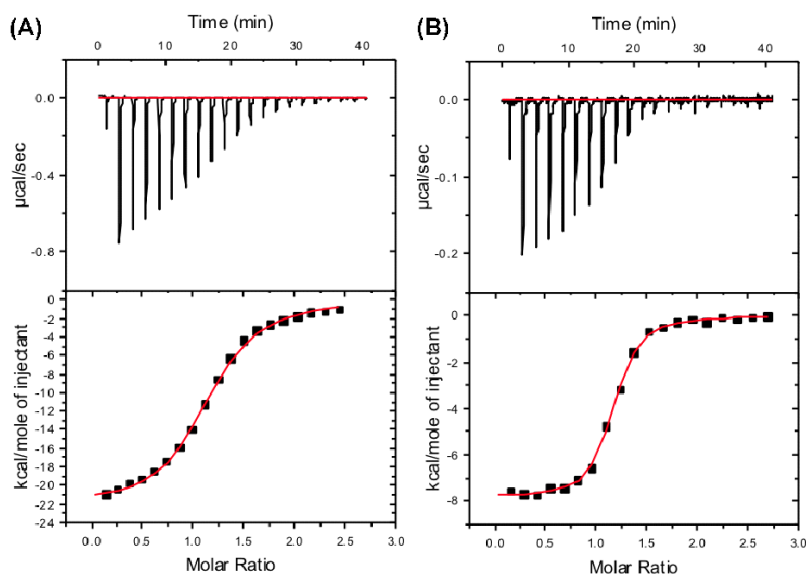 (A)
Time (min)
0 10 20 30 40
0.0
-0.4
-0.8
µcal/sec
0
-2
-4
-6
-8
-10
-12
-14
-16
-18
-20
-22
-24
kcal/mole of injectant
0.0 0.5 1.0 1.5 2.0 2.5 3.0
Molar Ratio
(B)
Time (min)
0 10 20 30 40
0.0
-0.1
-0.2
µcal/sec
0
-2
-4
-6
-8
kcal/mole of injectant
0.0 0.5 1.0 1.5 2.0 2.5 3.0
Molar Ratio